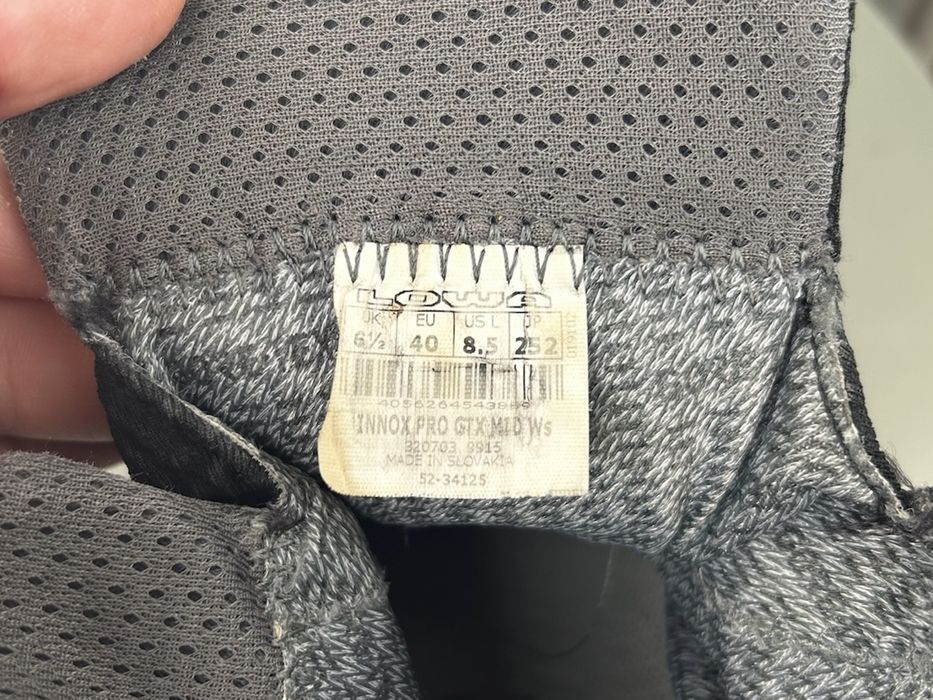 LOWA
UK EU US L JP
6½ 40 8,5 252
INNOX PRO GTX MID Ws
320703 9915
MADE IN SLOVAKIA
52-34125